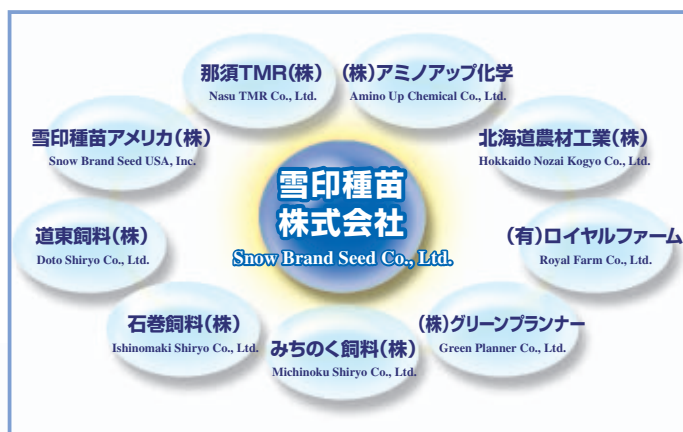 那須TMR(株)
Nasu TMR Co., Ltd.
(株)アミノアップ化学
Amino Up Chemical Co., Ltd.
雪印種苗アメリカ(株)
Snow Brand Seed USA, Inc.
北海道農材工業(株)
Hokkaido Nozai Kogyo Co., Ltd.
雪印種苗
株式会社
Snow Brand Seed Co., Ltd.
道東飼料(株)
Doto Shiryo Co., Ltd.
(有)ロイヤルファーム
Royal Farm Co., Ltd.
石巻飼料(株)
Ishinomaki Shiryo Co., Ltd.
みちのく飼料(株)
Michinoku Shiryo Co., Ltd.
(株)グリーンプランナー
Green Planner Co., Ltd.